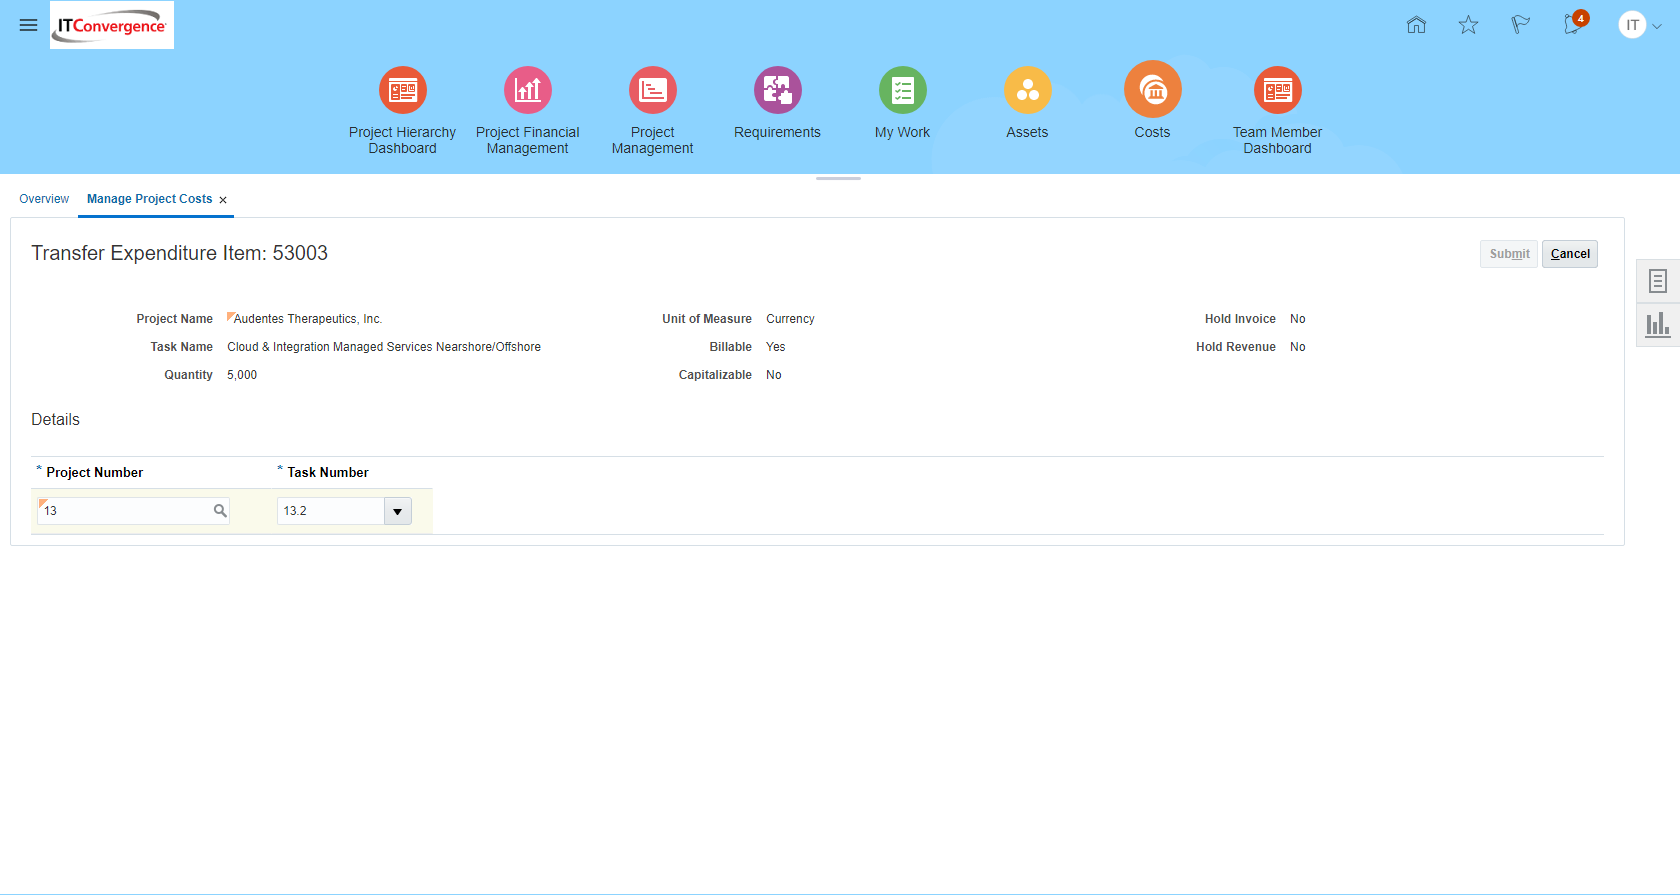 ITConvergence
4
IT
Project Hierarchy Dashboard
Project Financial Management
Project Management
Requirements
My Work
Assets
Costs
Team Member Dashboard
Overview
Manage Project Costs ×
Transfer Expenditure Item: 53003
Submit
Cancel
Project Name Audentes Therapeutics, Inc.
Unit of Measure Currency
Hold Invoice No
Task Name Cloud & Integration Managed Services Nearshore/Offshore
Billable Yes
Hold Revenue No
Quantity 5,000
Capitalizable No
Details
* Project Number
* Task Number
13
13.2